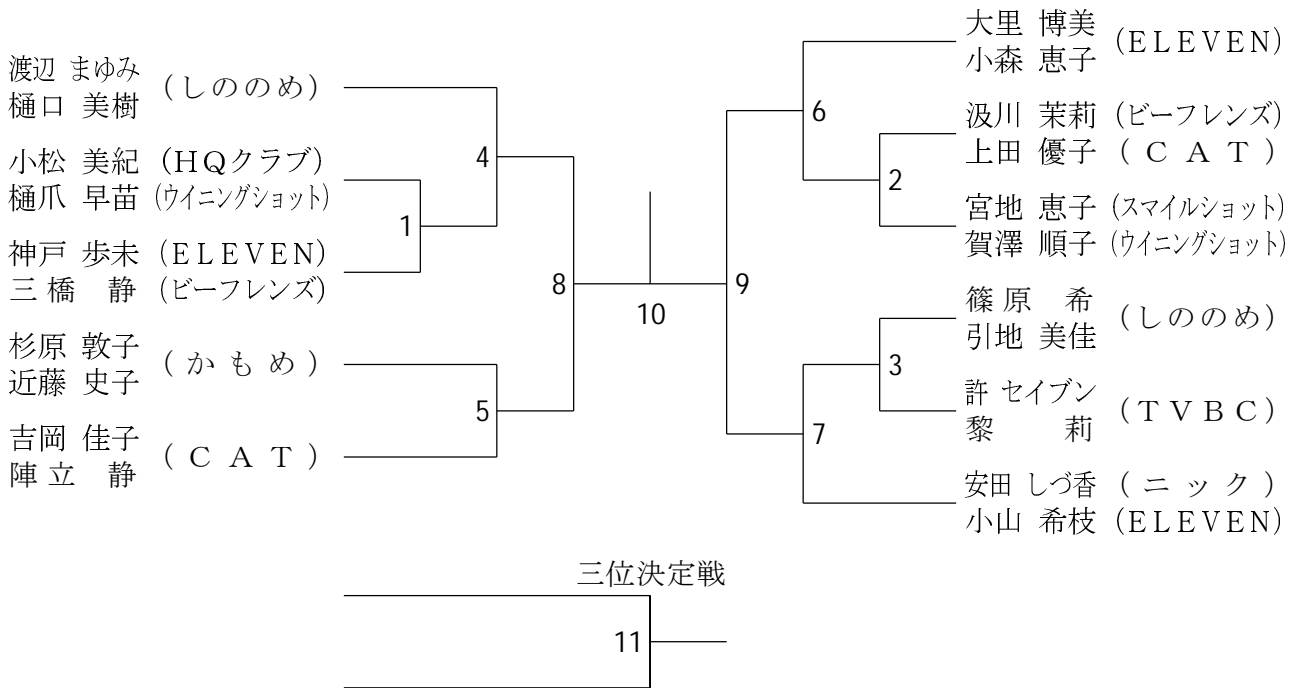 渡辺 まゆみ (しののめ)
樋口 美樹
小松 美紀 (HQクラブ)
樋爪 早苗 (ウイニングショット)
神戸 歩未 (ELEVEN)
三橋 静 (ビーフレンズ)
杉原 敦子 (かもめ)
近藤 史子
吉岡 佳子 (CAT)
陣立 静
4
1
8
5
10
大里 博美 (ELEVEN)
小森 恵子
汲川 茉莉 (ビーフレンズ)
上田 優子 (CAT)
宮地 恵子 (スマイルショット)
賀澤 順子 (ウイニングショット)
篠原 希 (しののめ)
引地 美佳
許 セイブン (TVBC)
黎 莉
安田 しづ香 (ニック)
小山 希枝 (ELEVEN)
6
2
9
3
7
三位決定戦
11